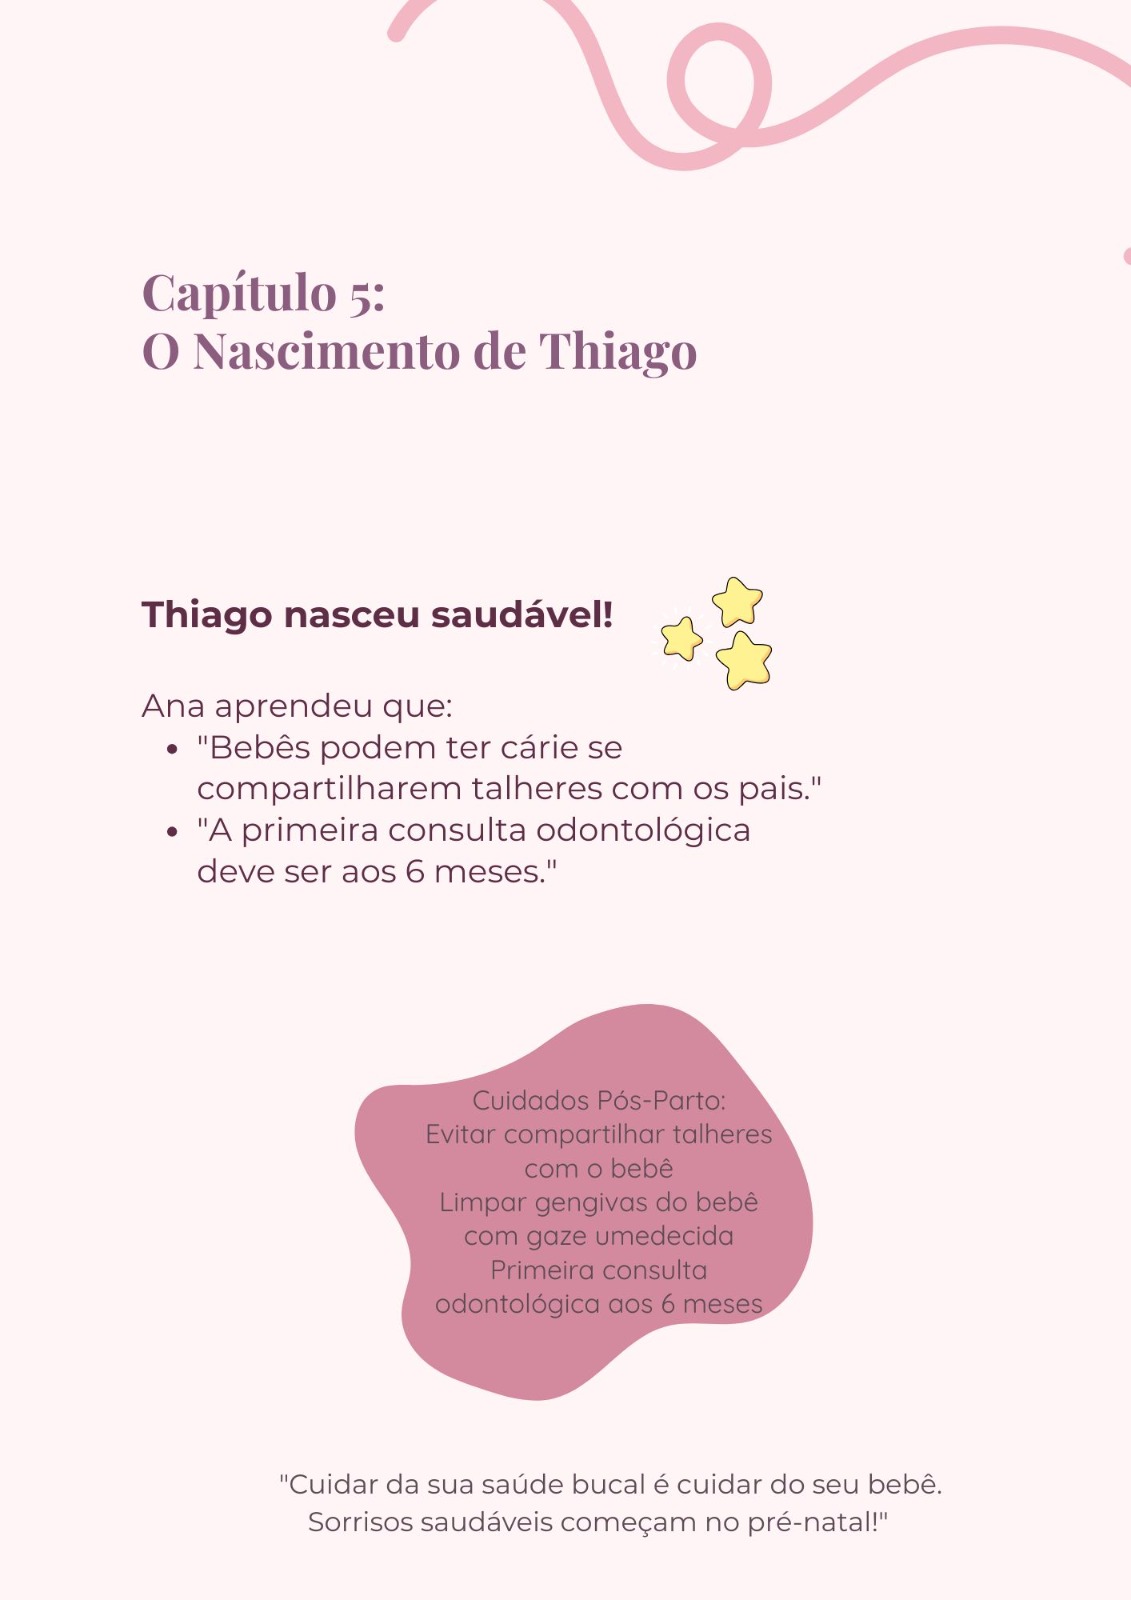 Capítulo 5:
O Nascimento de Thiago
Thiago nasceu saudável!
Ana aprendeu que:
• "Bebês podem ter cárie se
compartilharem talheres com os pais."
• "A primeira consulta odontológica
deve ser aos 6 meses."
Cuidados Pós-Parto:
Evitar compartilhar talheres
com o bebê
Limpar gengivas do bebê
com gaze umedecida
Primeira consulta
odontológica aos 6 meses
"Cuidar da sua saúde bucal é cuidar do seu bebê.
Sorrisos saudáveis começam no pré-natal!"